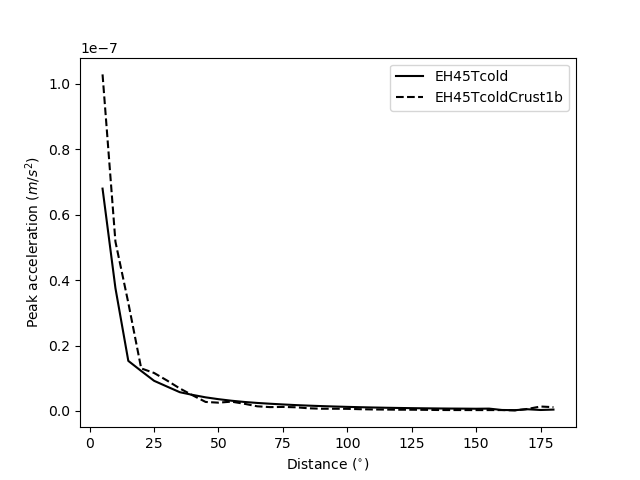 1e−7
1.0
0.8
0.6
0.4
0.2
0.0
Peak acceleration (m/s²)
EH45Tcold
EH45TcoldCrust1b
0 25 50 75 100 125 150 175
Distance (°)